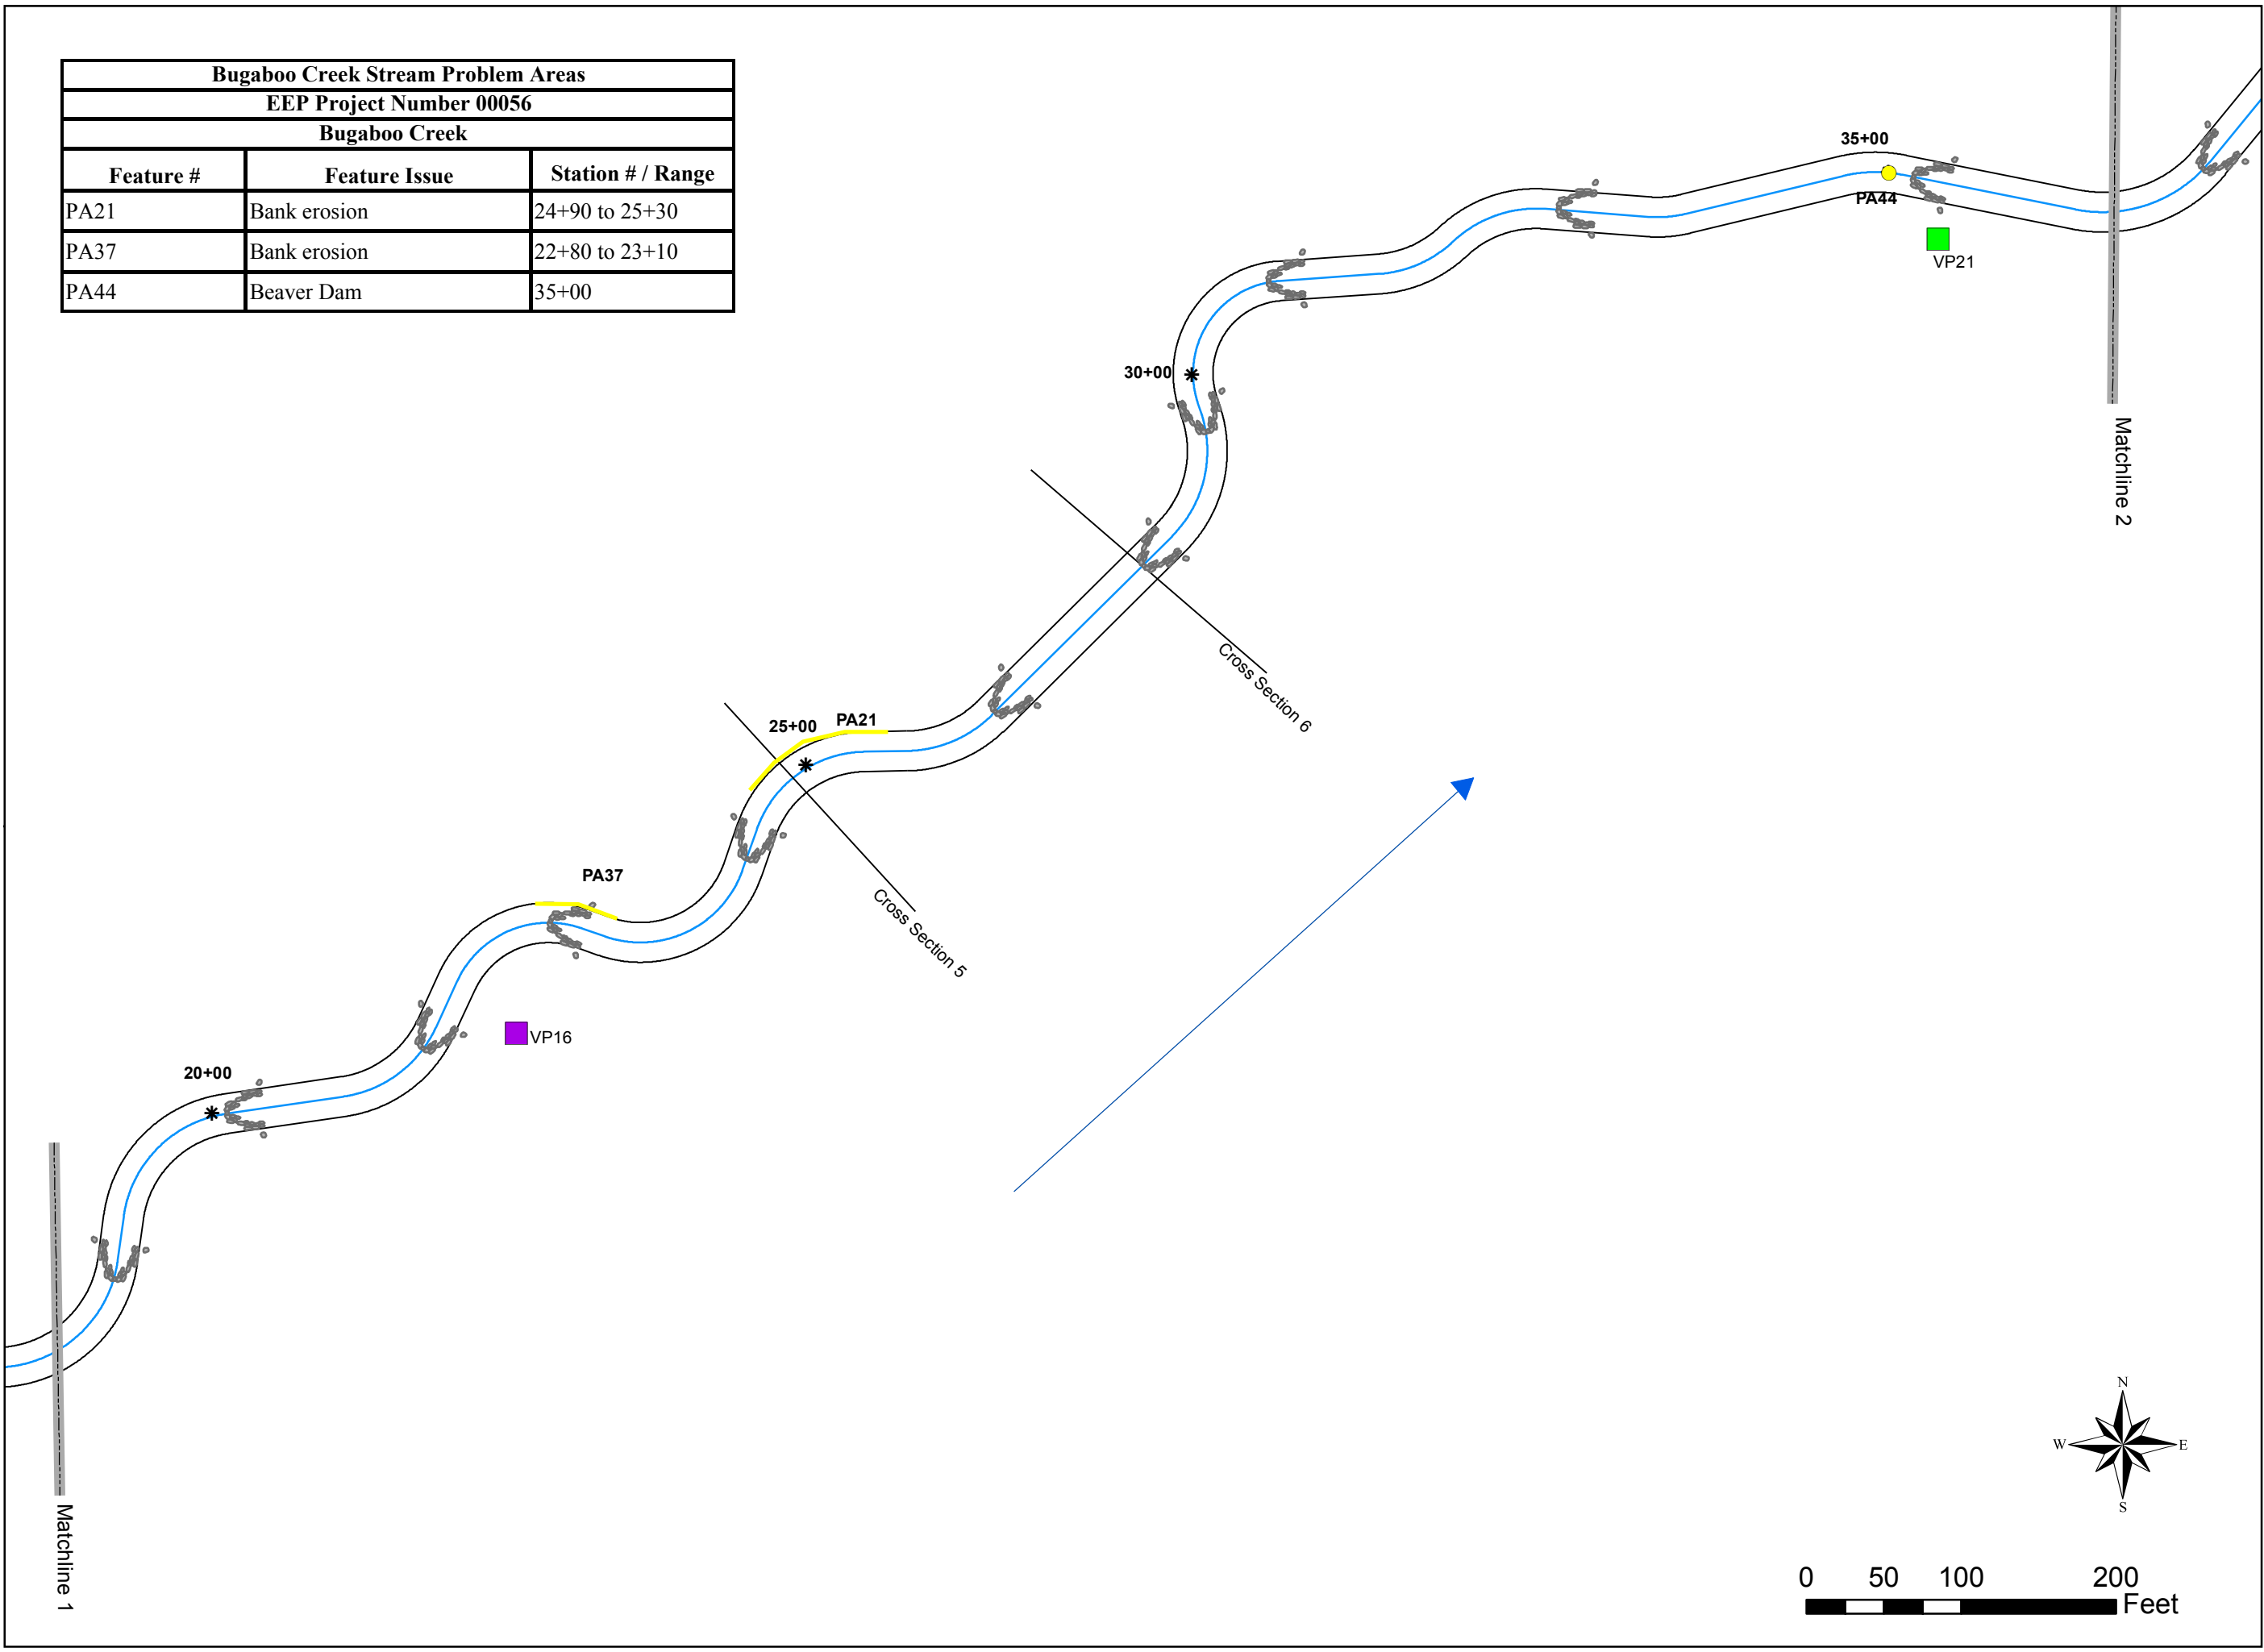 Bugaboo Creek Stream Problem Areas
EEP Project Number 00056
Bugaboo Creek
Feature # Feature Issue Station # / Range
PA21 Bank erosion 24+90 to 25+30
PA37 Bank erosion 22+80 to 23+10
PA44 Beaver Dam 35+00
35+00
PA44
VP21
30+00
Matchline 2
Cross Section 6
25+00 PA21
PA37
Cross Section 5
VP16
20+00
Matchline 1
N
W E
S
0 50 100 200
Feet